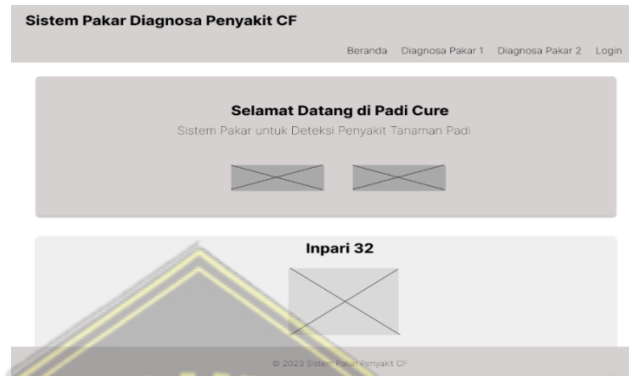 Sistem Pakar Diagnosa Penyakit CF
Beranda Diagnosa Pakar 1 Diagnosa Pakar 2 Login
Selamat Datang di Padi Cure
Sistem Pakar untuk Deteksi Penyakit Tanaman Padi
Inpari 32
© 2023 Sistem Pakar Penyakit CF